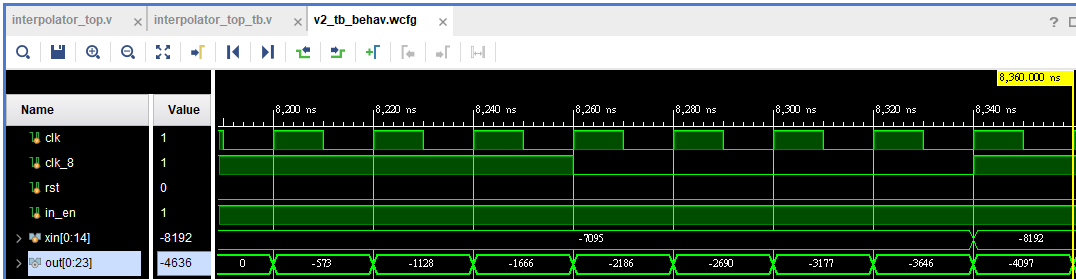 interpolator_top.v × interpolator_top_tb.v × v2_tb_behav.wcfg × ?
8,360.000 ns
Name Value 8,200 ns 8,220 ns 8,240 ns 8,260 ns 8,280 ns 8,300 ns 8,320 ns 8,340 ns
clk 1
clk_8 1
rst 0
in_en 1
xin[0:14] -8192 -7095 -8192
out[0:23] -4636 0 -573 -1128 -1666 -2186 -2690 -3177 -3646 -4097